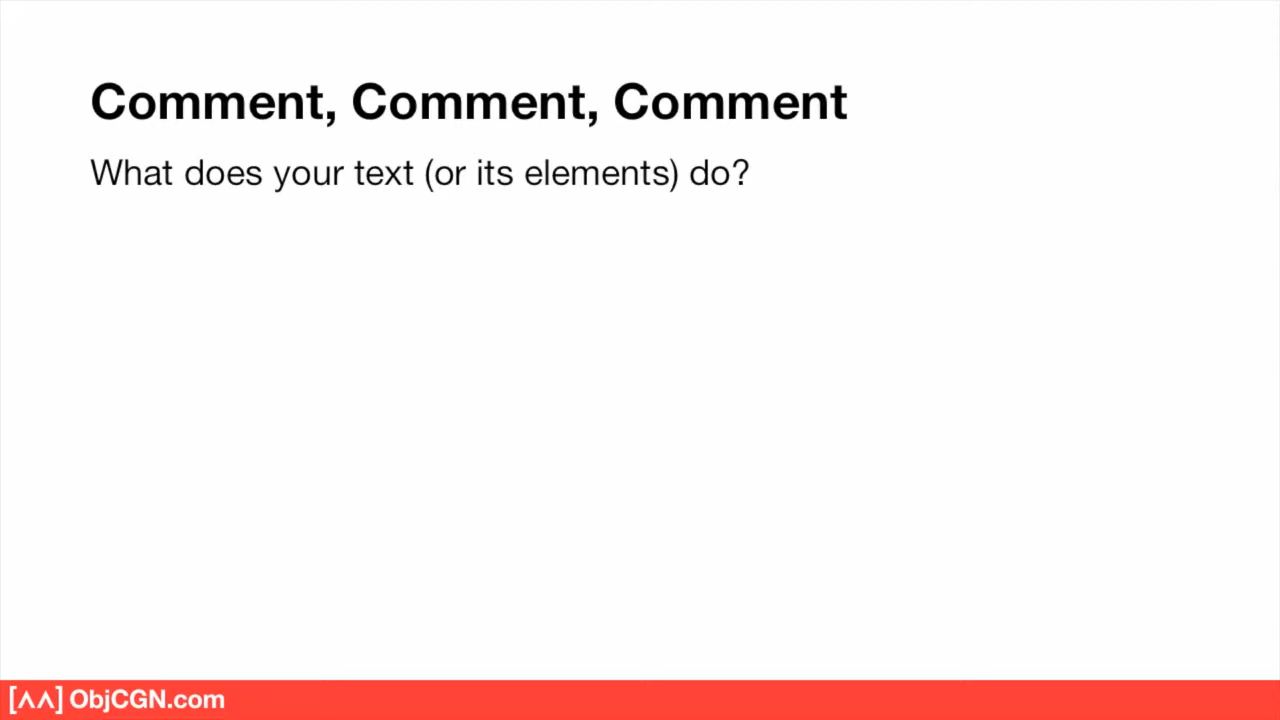 Comment, Comment, Comment
What does your text (or its elements) do?
[ʌʌ] ObjCGN.com